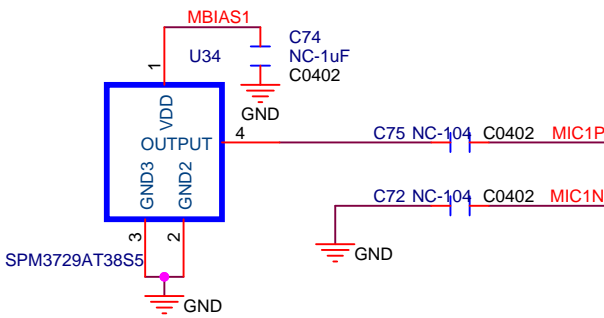 MBIAS1
C74
U34
NC-1uF
C0402
1
GND
VDD
OUTPUT
4
C75 NC-104 C0402 MIC1P
GND3
GND2
C72 NC-104 C0402 MIC1N
3
2
GND
SPM3729AT38S5
GND